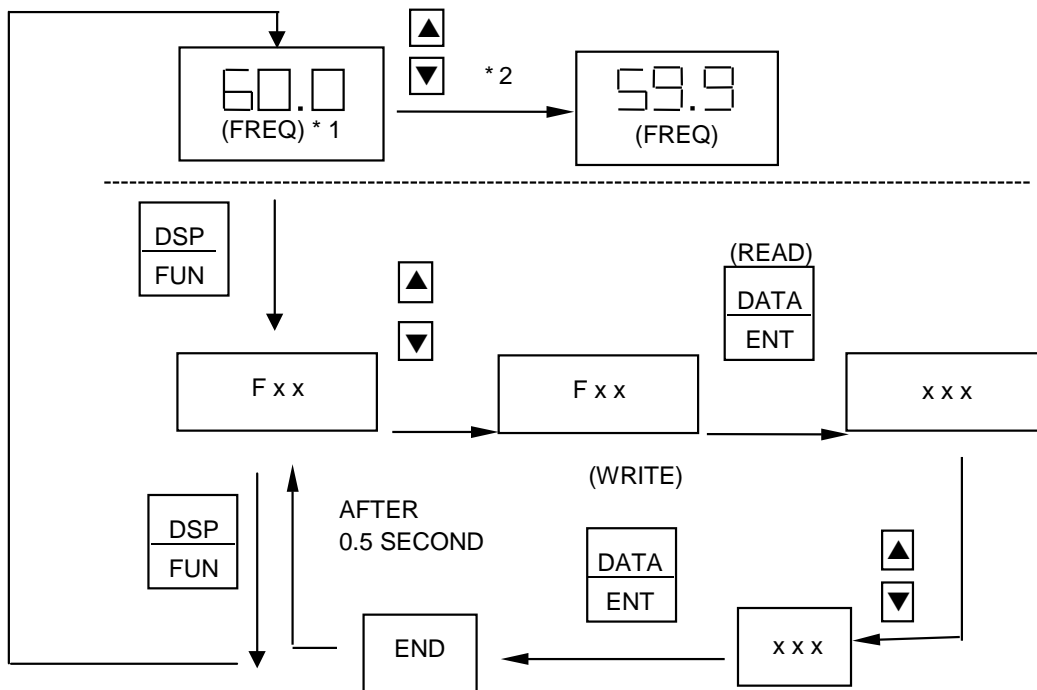 60.0
(FREQ) * 1
▲
▼
* 2
59.9
(FREQ)
DSP
FUN
▲
▼
(READ)
DATA
ENT
F x x
F x x
x x x
DSP
FUN
AFTER
0.5 SECOND
(WRITE)
DATA
ENT
▲
▼
END
x x x